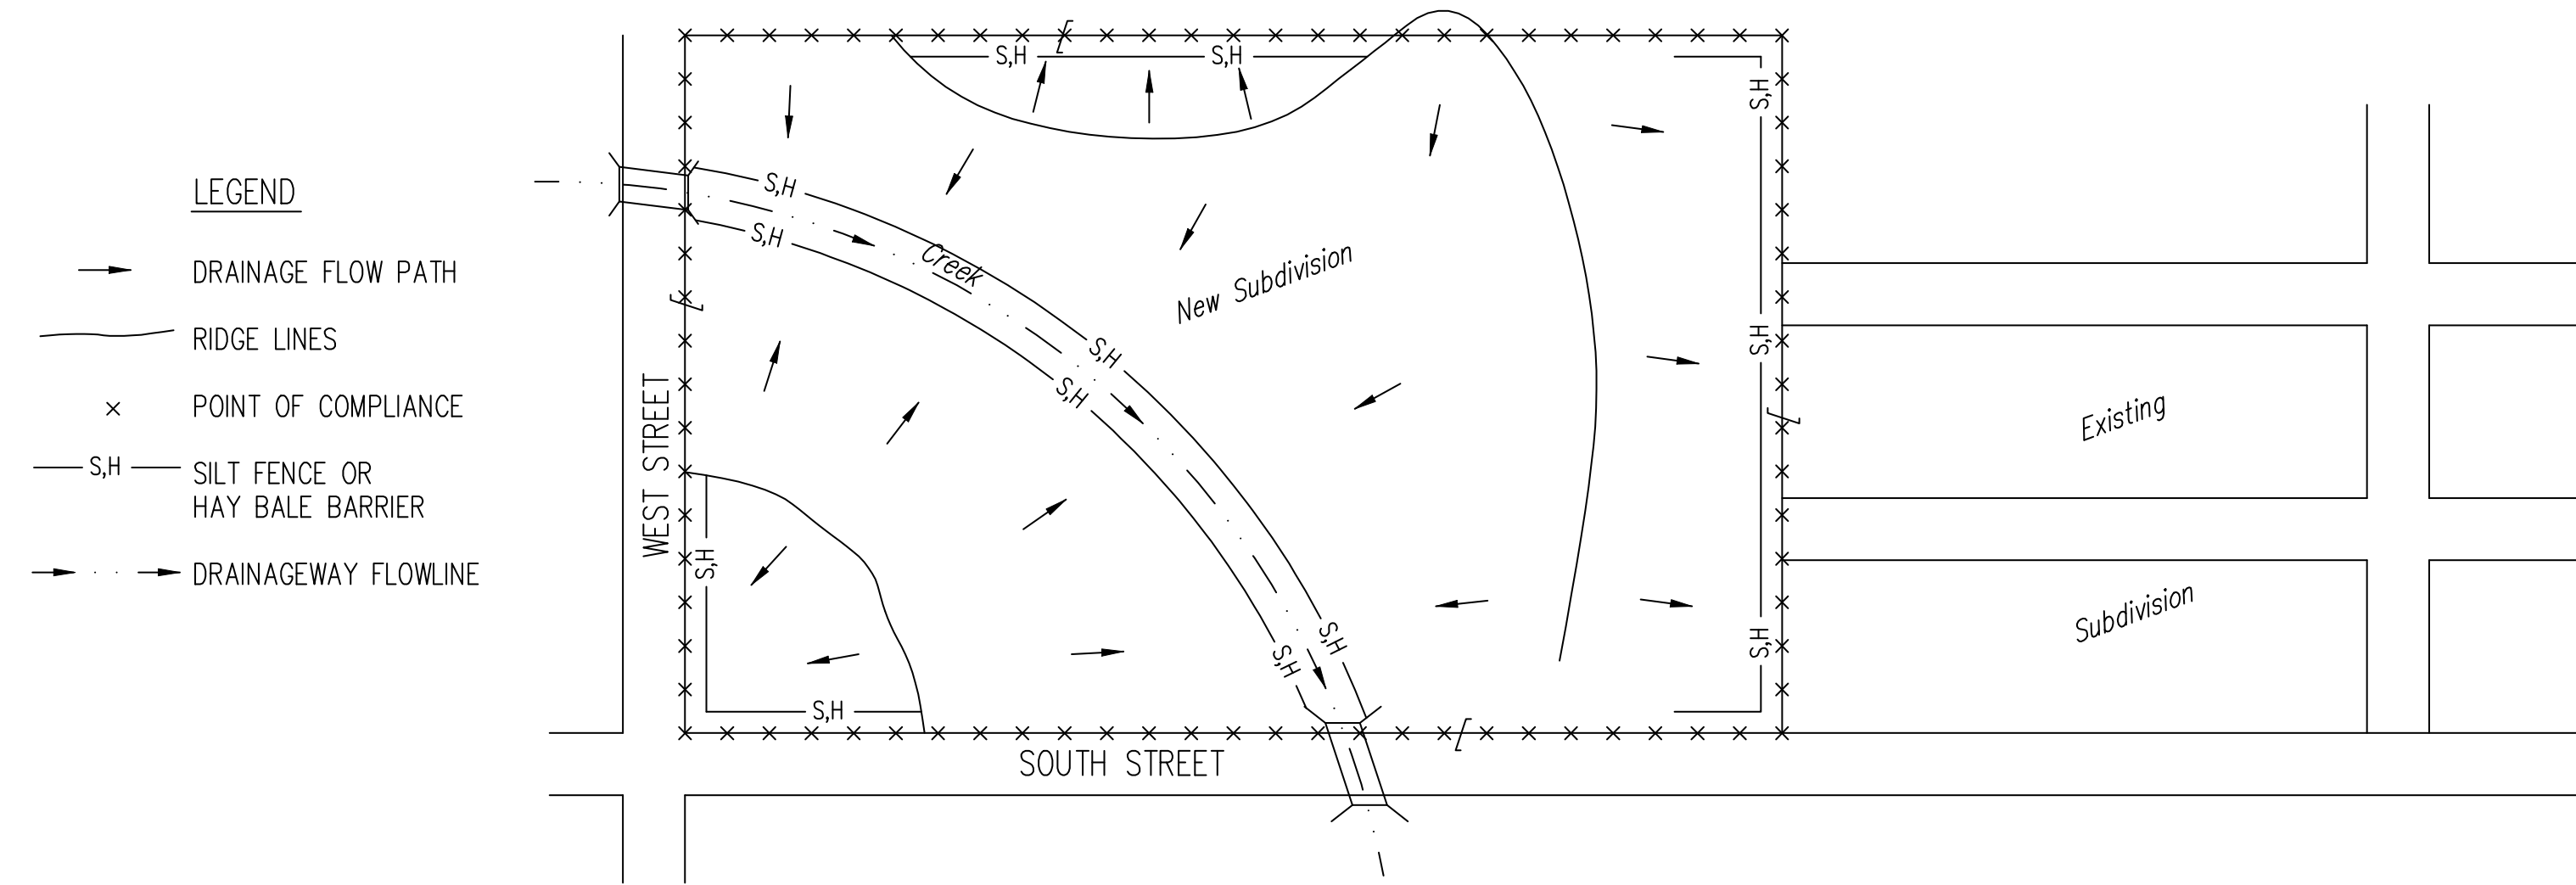 LEGEND
DRAINAGE FLOW PATH
RIDGE LINES
POINT OF COMPLIANCE
S,H
SILT FENCE OR
HAY BALE BARRIER
DRAINAGEWAY FLOWLINE
S,H
S,H
S,H
S,H
S,H
Creek
New Subdivision
S,H
S,H
S,H
WEST STREET
Existing
S,H
Subdivision
S,H
S,H
S,H
S,H
SOUTH STREET